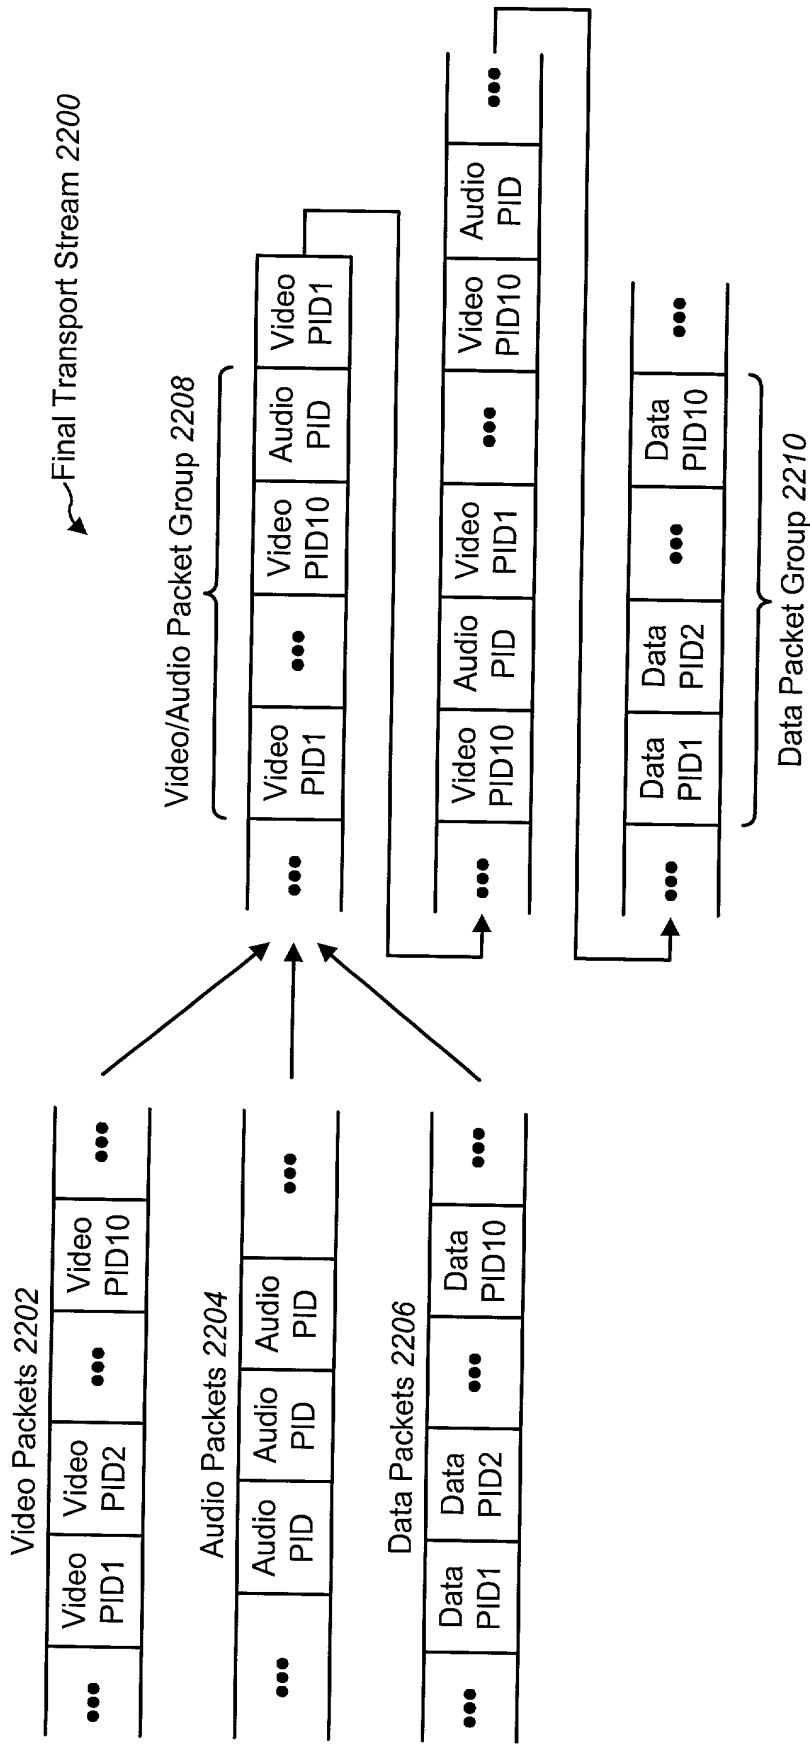 Final Transport Stream 2200
Video Packets 2202
•••
Video
PID1
Video
PID2
•••
Video
PID10
•••
Audio Packets 2204
•••
Audio
PID
Audio
PID
Audio
PID
•••
Data Packets 2206
•••
Data
PID1
Data
PID2
•••
Data
PID10
•••
Video/Audio Packet Group 2208
•••
Video
PID1
•••
Video
PID10
Audio
PID
Video
PID1
•••
Video
PID10
Audio
PID
Video
PID1
•••
Video
PID10
Audio
PID
•••
•••
Data
PID1
Data
PID2
•••
Data
PID10
•••
Data Packet Group 2210